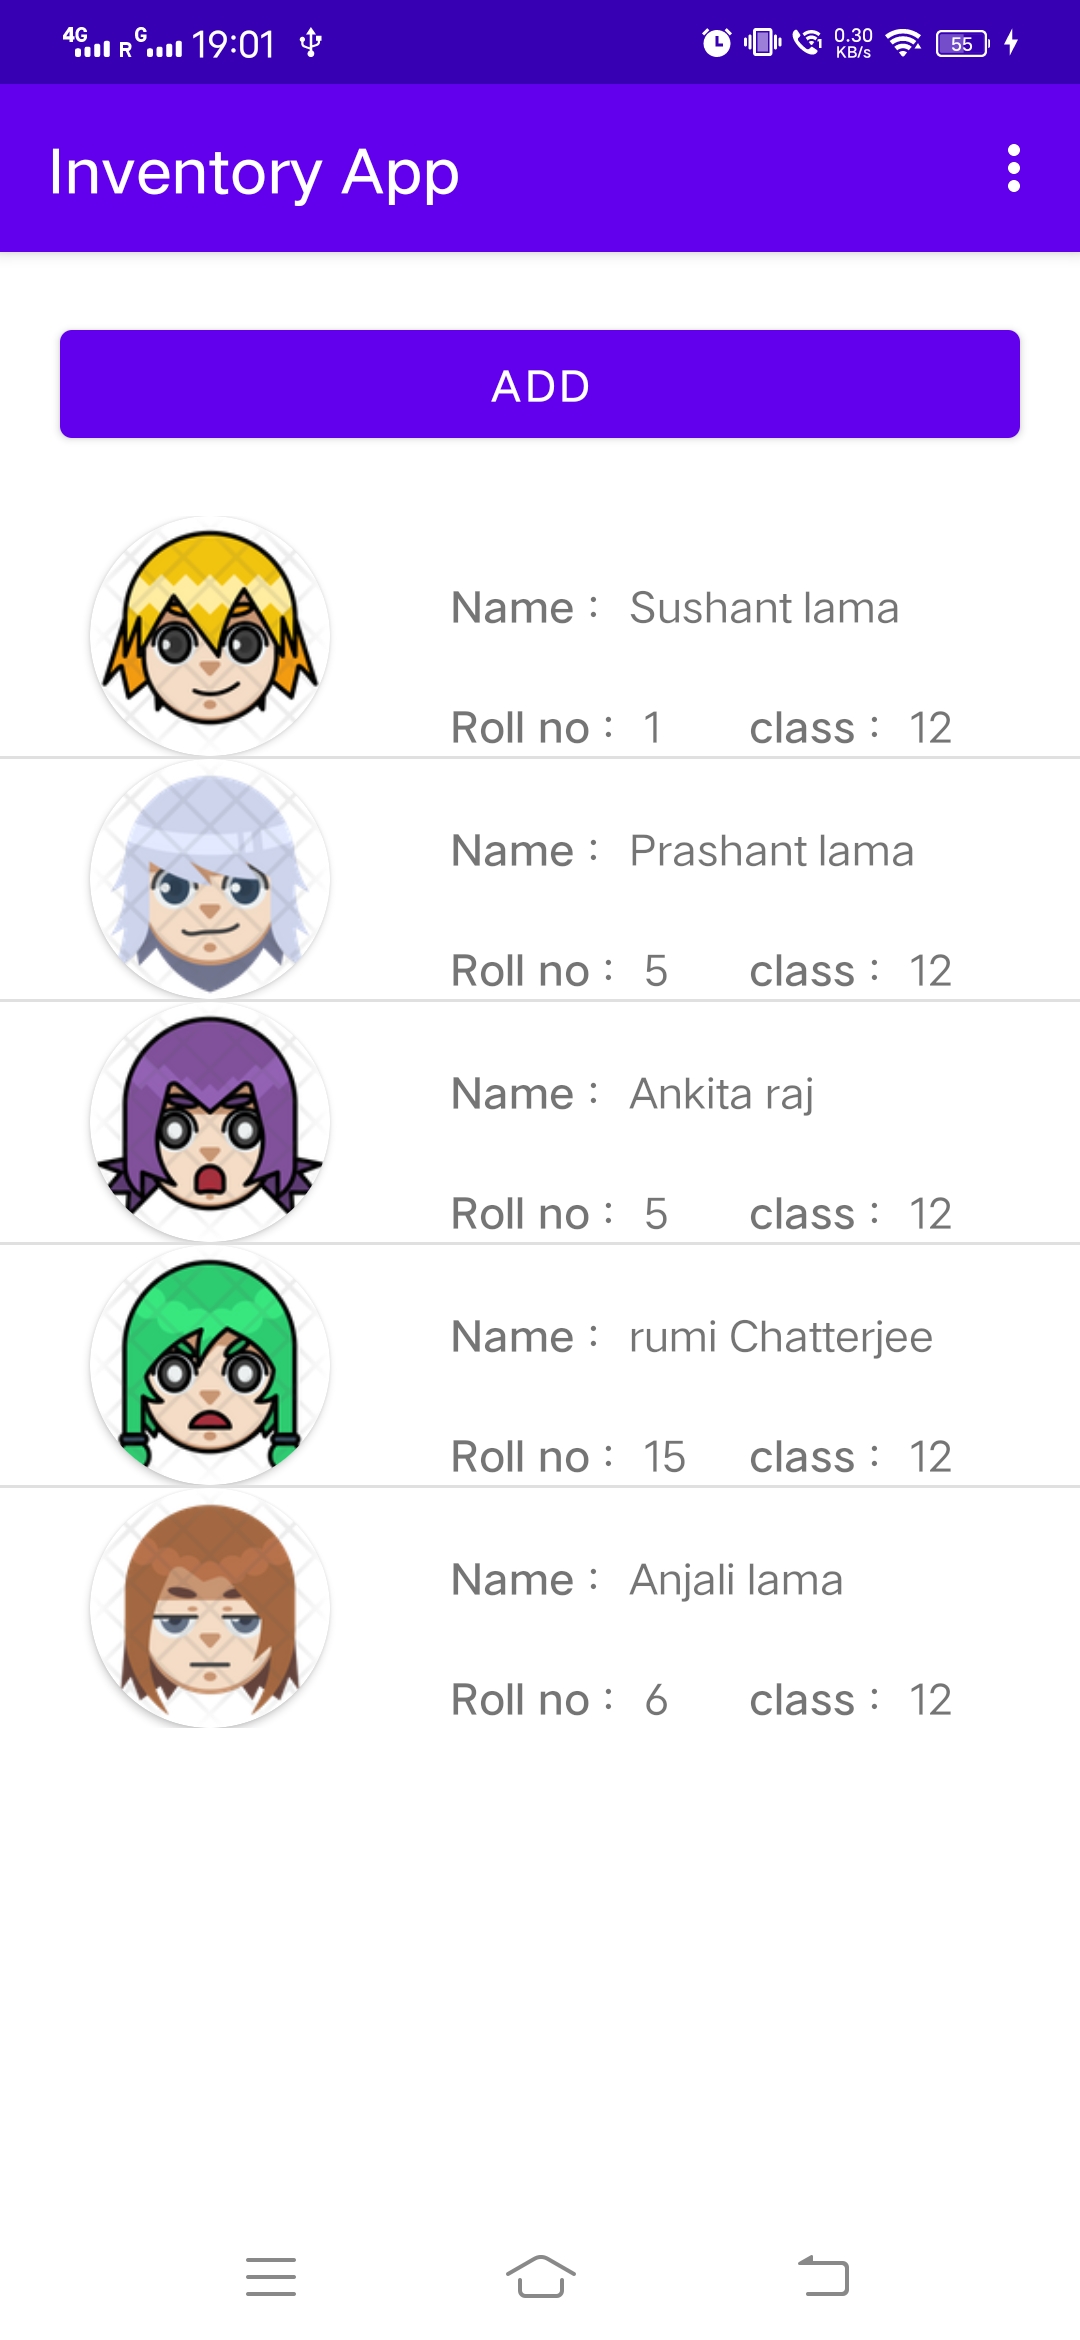 4G R G 19:01 0.30 KB/s 55
Inventory App
ADD
Name : Sushant lama
Roll no : 1 class : 12
Name : Prashant lama
Roll no : 5 class : 12
Name : Ankita raj
Roll no : 5 class : 12
Name : rumi Chatterjee
Roll no : 15 class : 12
Name : Anjali lama
Roll no : 6 class : 12